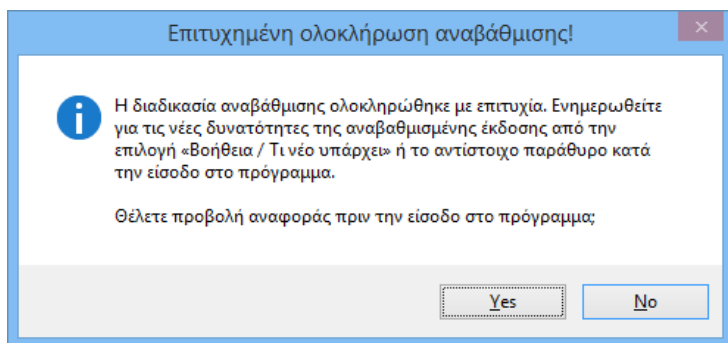 Επιτυχημένη ολοκλήρωση αναβάθμισης!
Η διαδικασία αναβάθμισης ολοκληρώθηκε με επιτυχία. Ενημερωθείτε
για τις νέες δυνατότητες της αναβαθμισμένης έκδοσης από την
επιλογή «Βοήθεια / Τι νέο υπάρχει» ή το αντίστοιχο παράθυρο κατά
την είσοδο στο πρόγραμμα.
Θέλετε προβολή αναφοράς πριν την είσοδο στο πρόγραμμα;
Yes
No